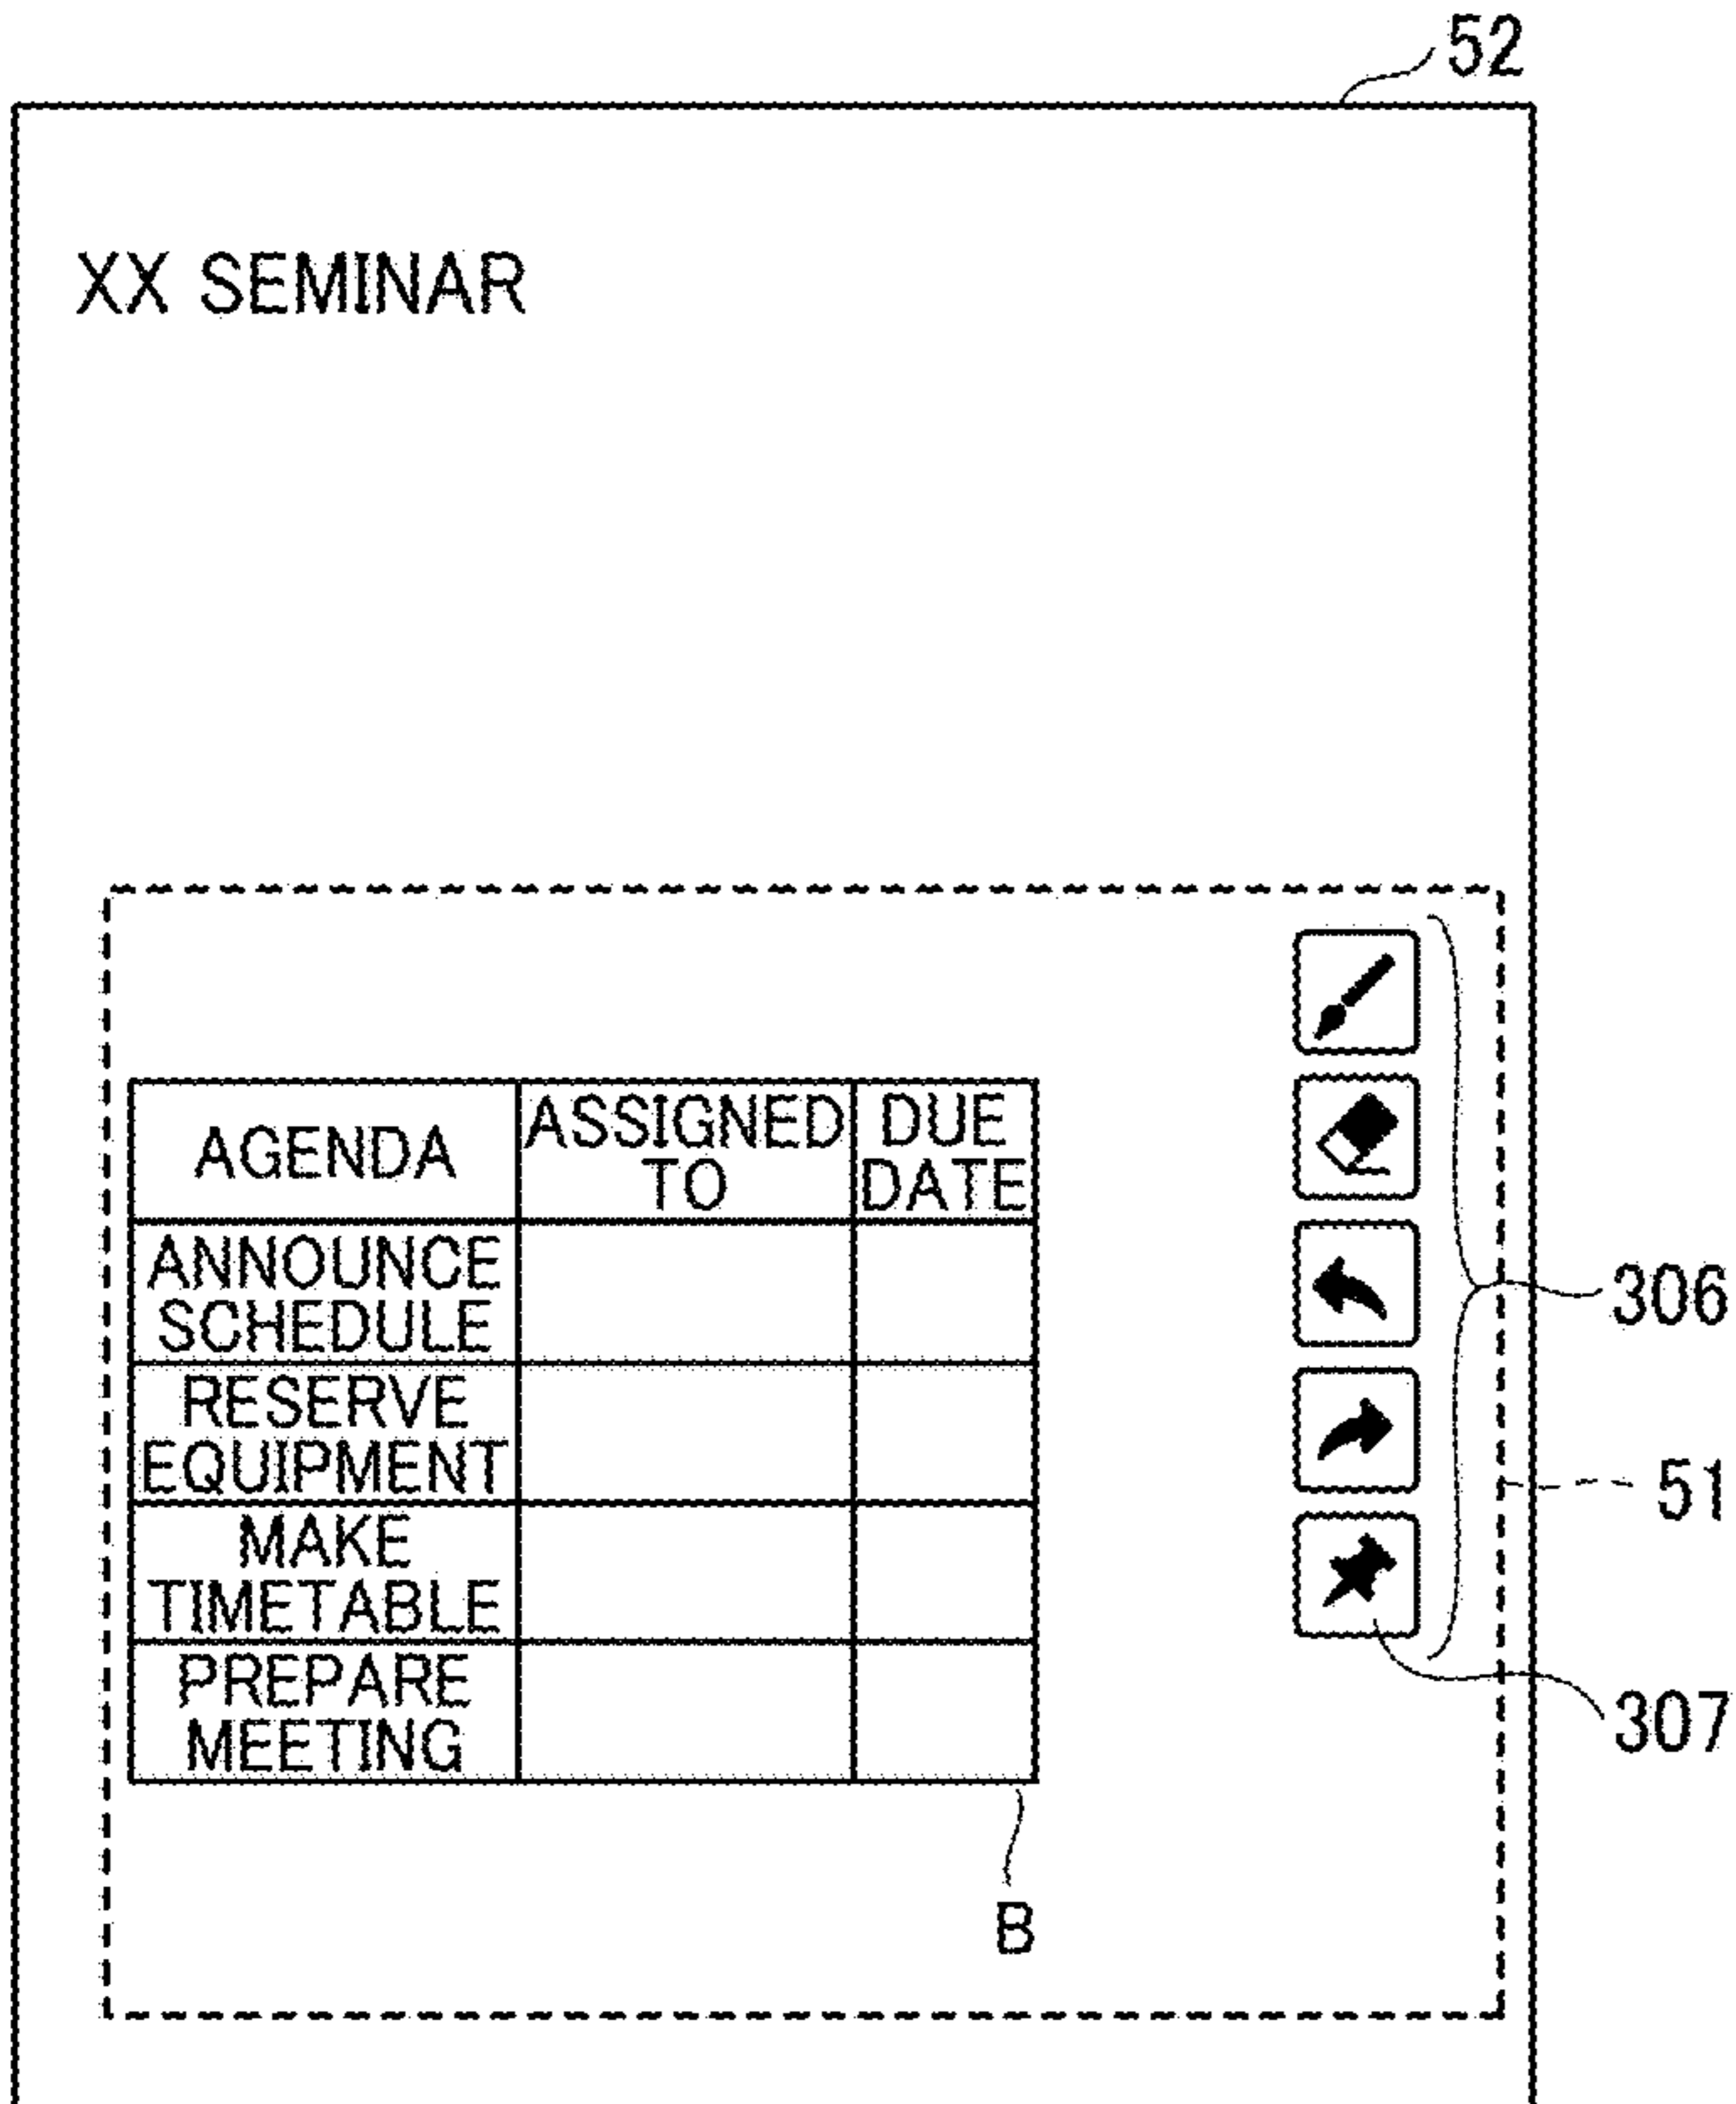 52
XX SEMINAR
AGENDA
ASSIGNED
TO
DUE
DATE
ANNOUNCE
SCHEDULE
RESERVE
EQUIPMENT
MAKE
TIMETABLE
PREPARE
MEETING
306
51
307
B